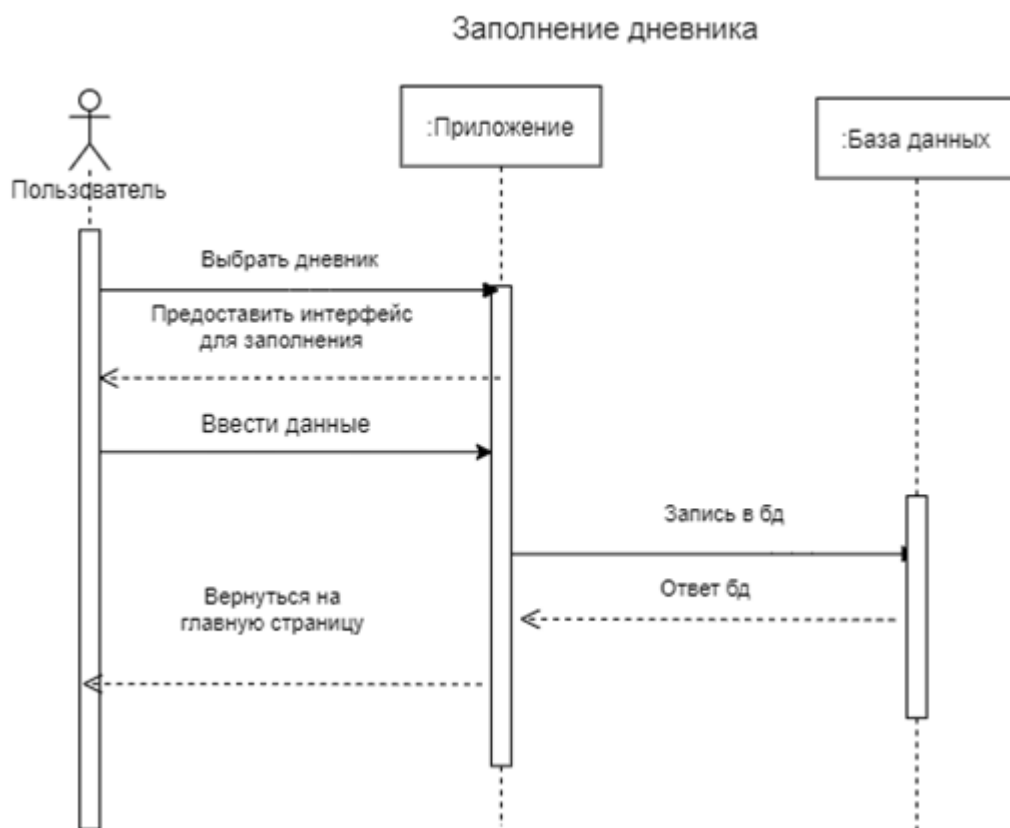 Заполнение дневника
:Приложение
:База данных
Пользователь
Выбрать дневник
Предоставить интерфейс
для заполнения
Ввести данные
Запись в бд
Ответ бд
Вернуться на
главную страницу